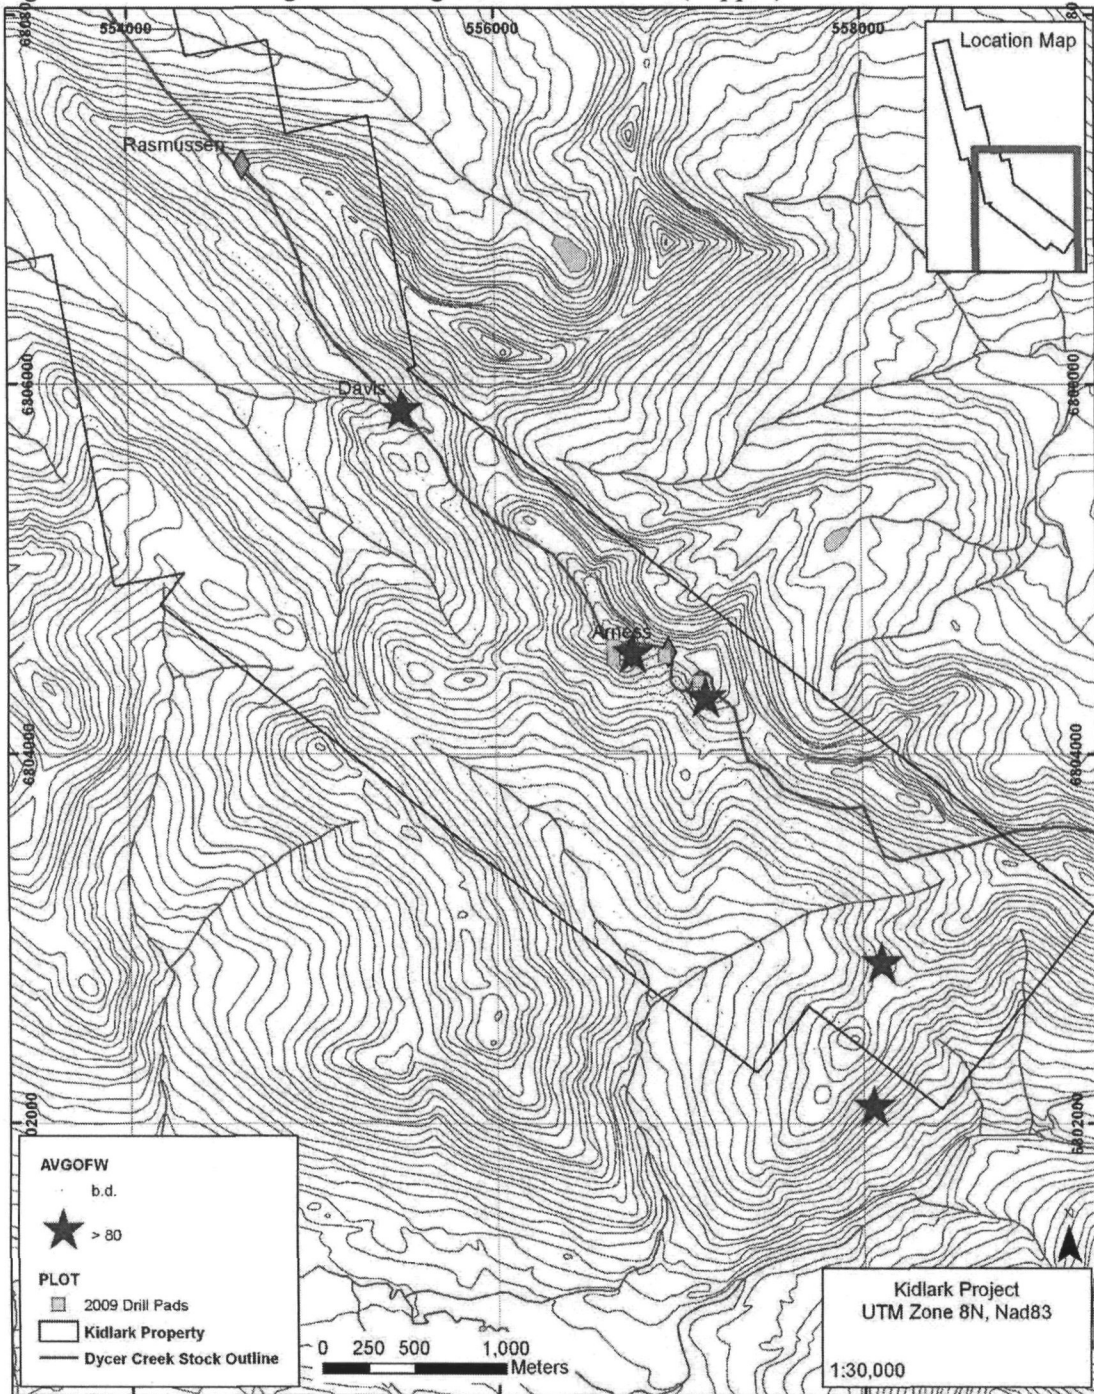 554000
556000
558000
Location Map
Rasmussen
6806000
Davis
6806000
Arness
6804000
6804000
02000
6802000
AVGOFW
b.d.
> 80
PLOT
2009 Drill Pads
Kidlark Property
Dycer Creek Stock Outline
0 250 500 1,000
Meters
N
Kidlark Project
UTM Zone 8N, Nad83
1:30,000